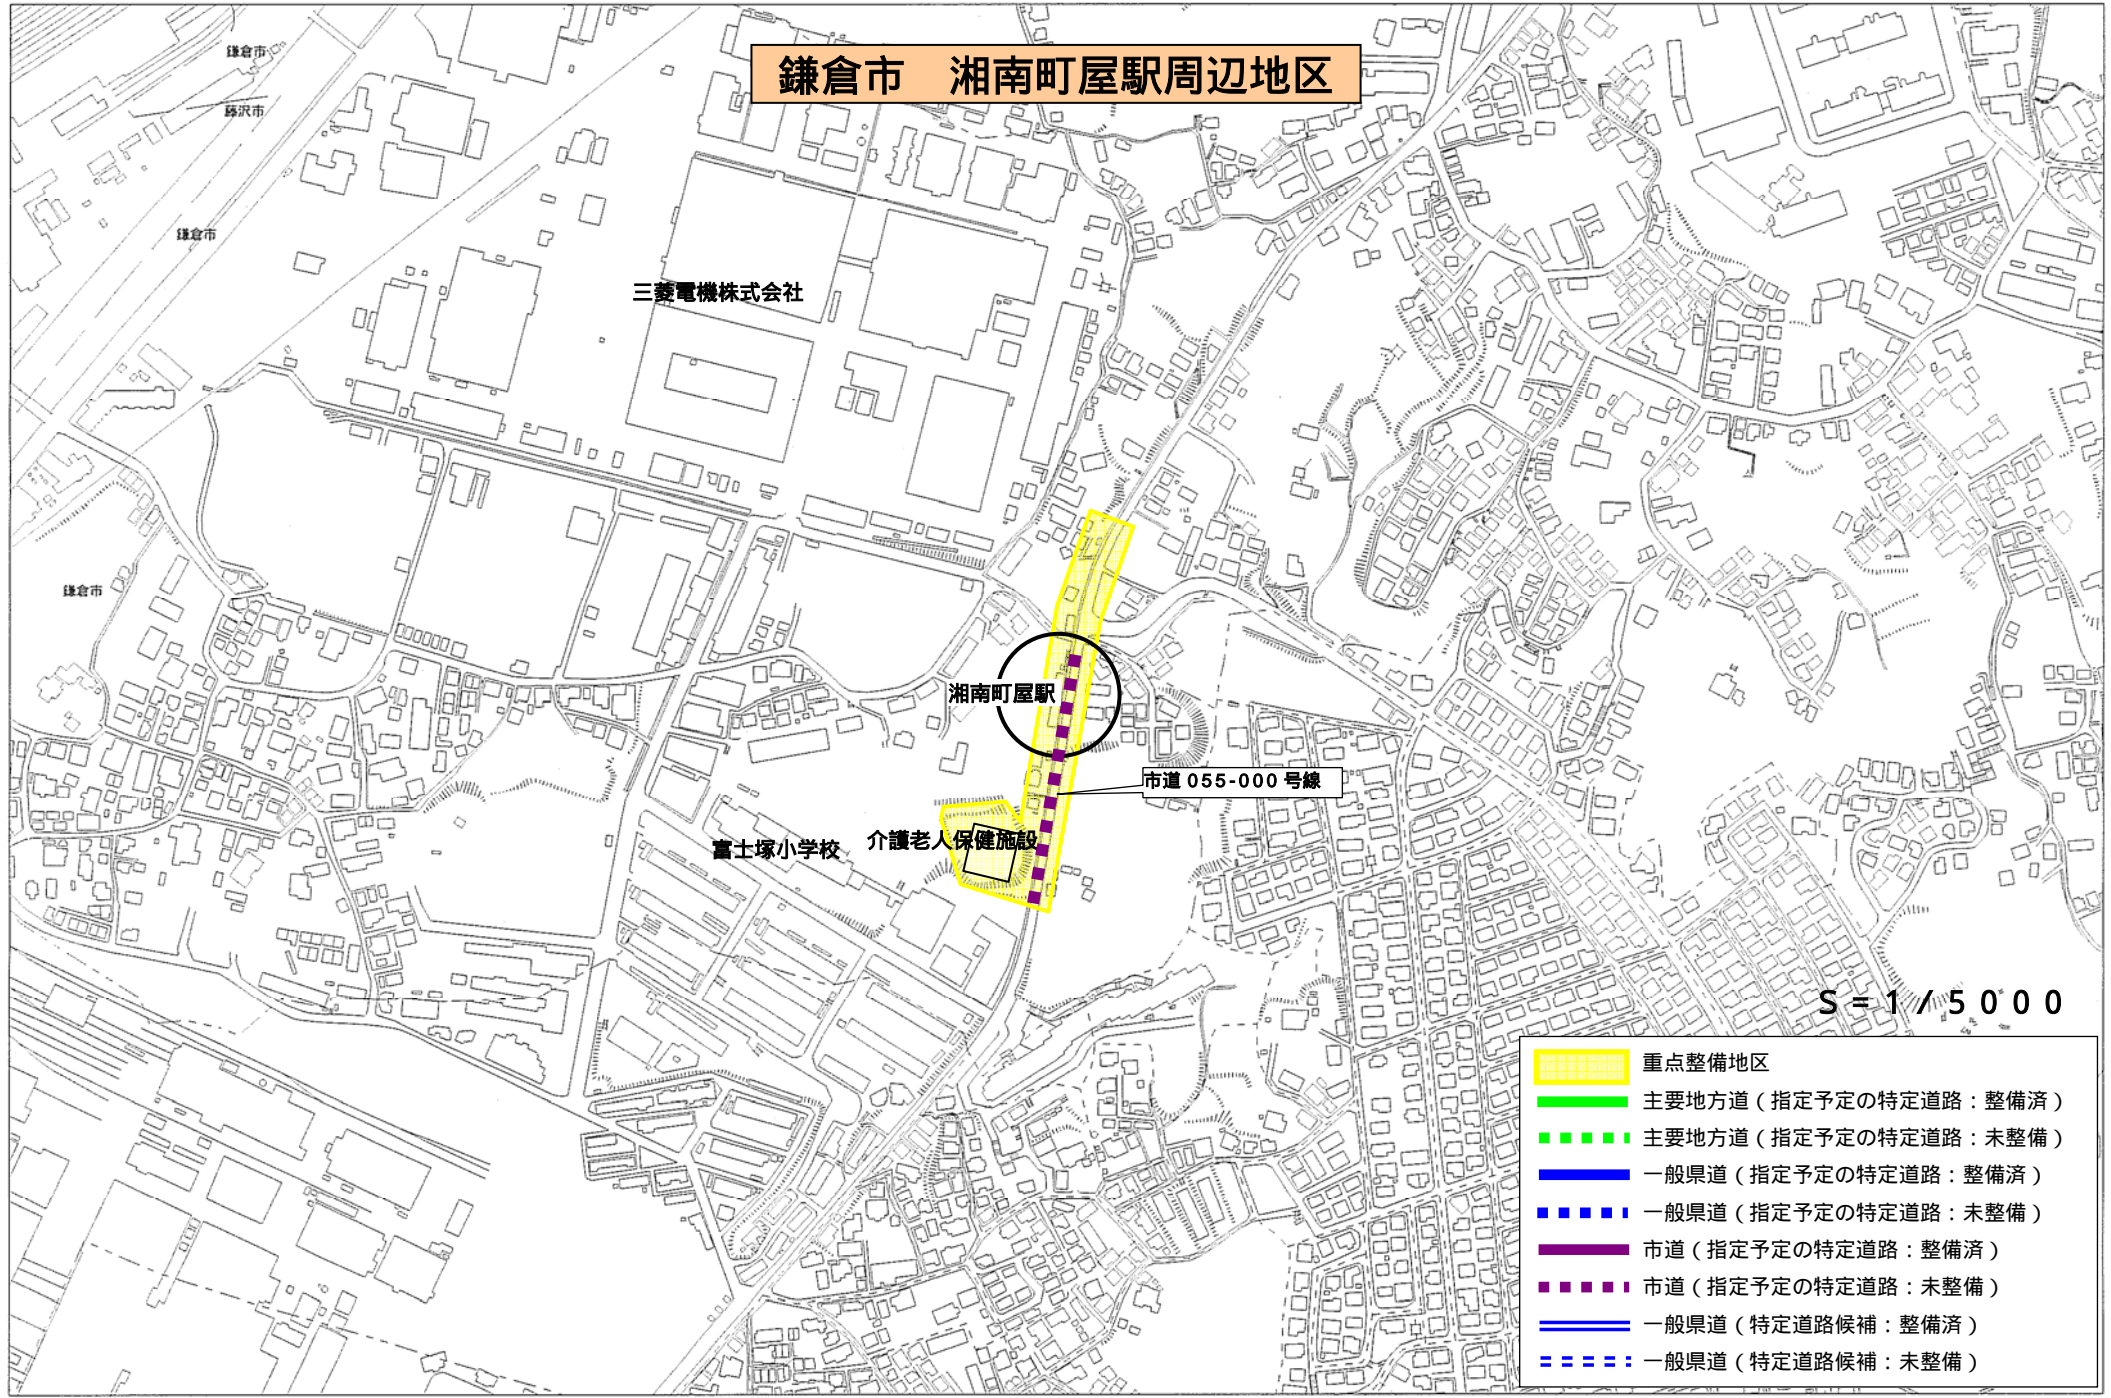 鎌倉市　湘南町屋駅周辺地区
鎌倉市
藤沢市
鎌倉市
三菱電機株式会社
鎌倉市
湘南町屋駅
市道 055-000 号線
富士塚小学校
介護老人保健施設
S = 1 / 5 0 0 0
重点整備地区
主要地方道（指定予定の特定道路：整備済）
主要地方道（指定予定の特定道路：未整備）
一般県道（指定予定の特定道路：整備済）
一般県道（指定予定の特定道路：未整備）
市道（指定予定の特定道路：整備済）
市道（指定予定の特定道路：未整備）
一般県道（特定道路候補：整備済）
一般県道（特定道路候補：未整備）